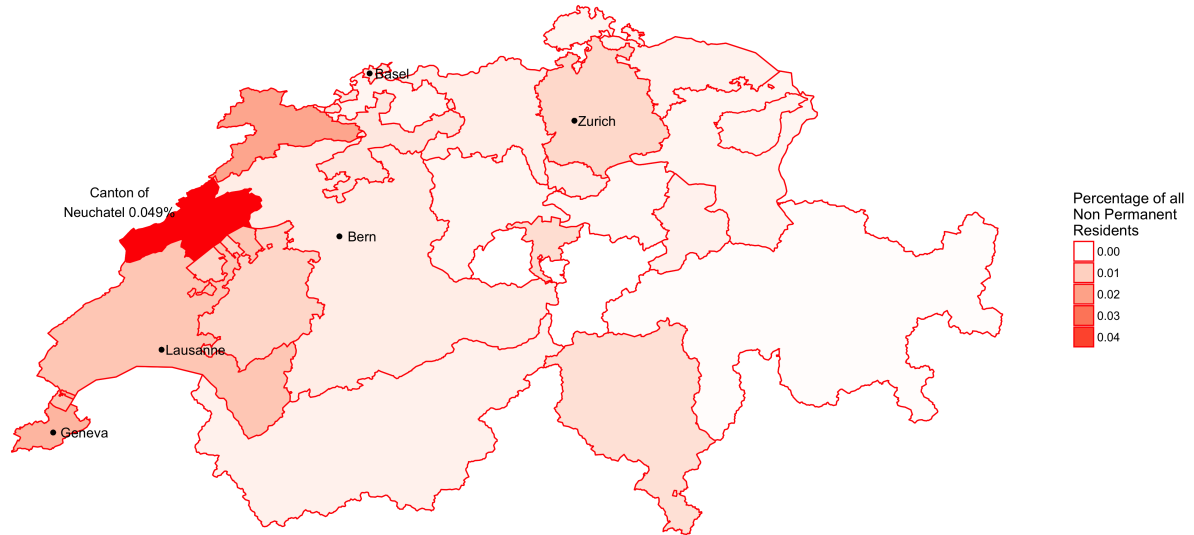 Basel
Zurich
Canton of
Neuchatel 0.049%
Bern
Lausanne
Geneva
Percentage of all
Non Permanent
Residents
0.00
0.01
0.02
0.03
0.04